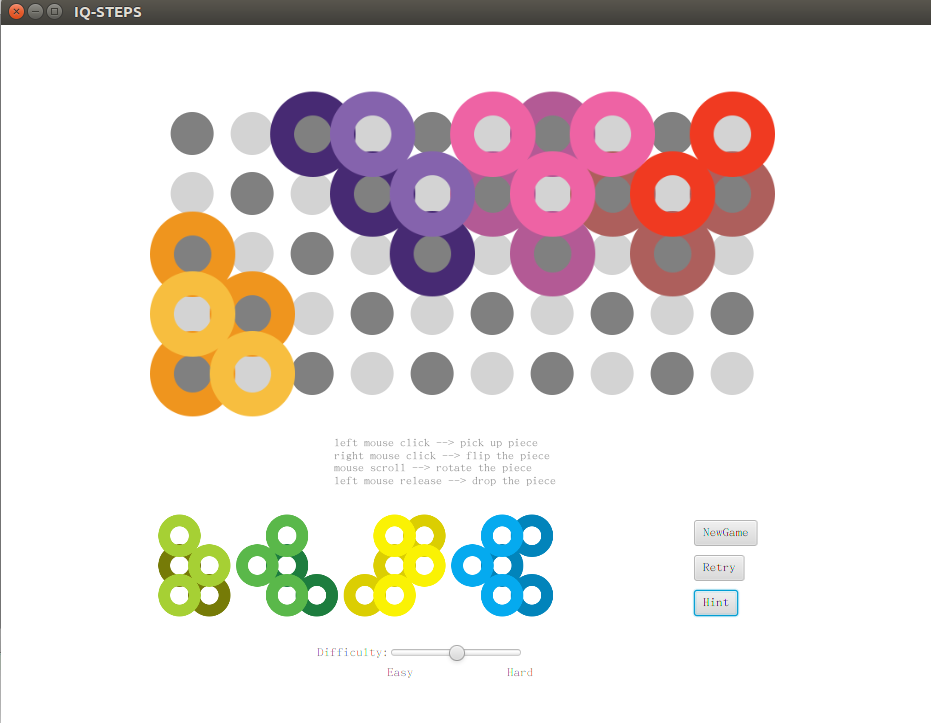 IQ-STEPS
left mouse click --> pick up piece
right mouse click --> flip the piece
mouse scroll --> rotate the piece
left mouse release --> drop the piece
NewGame
Retry
Hint
Difficulty:
Easy Hard